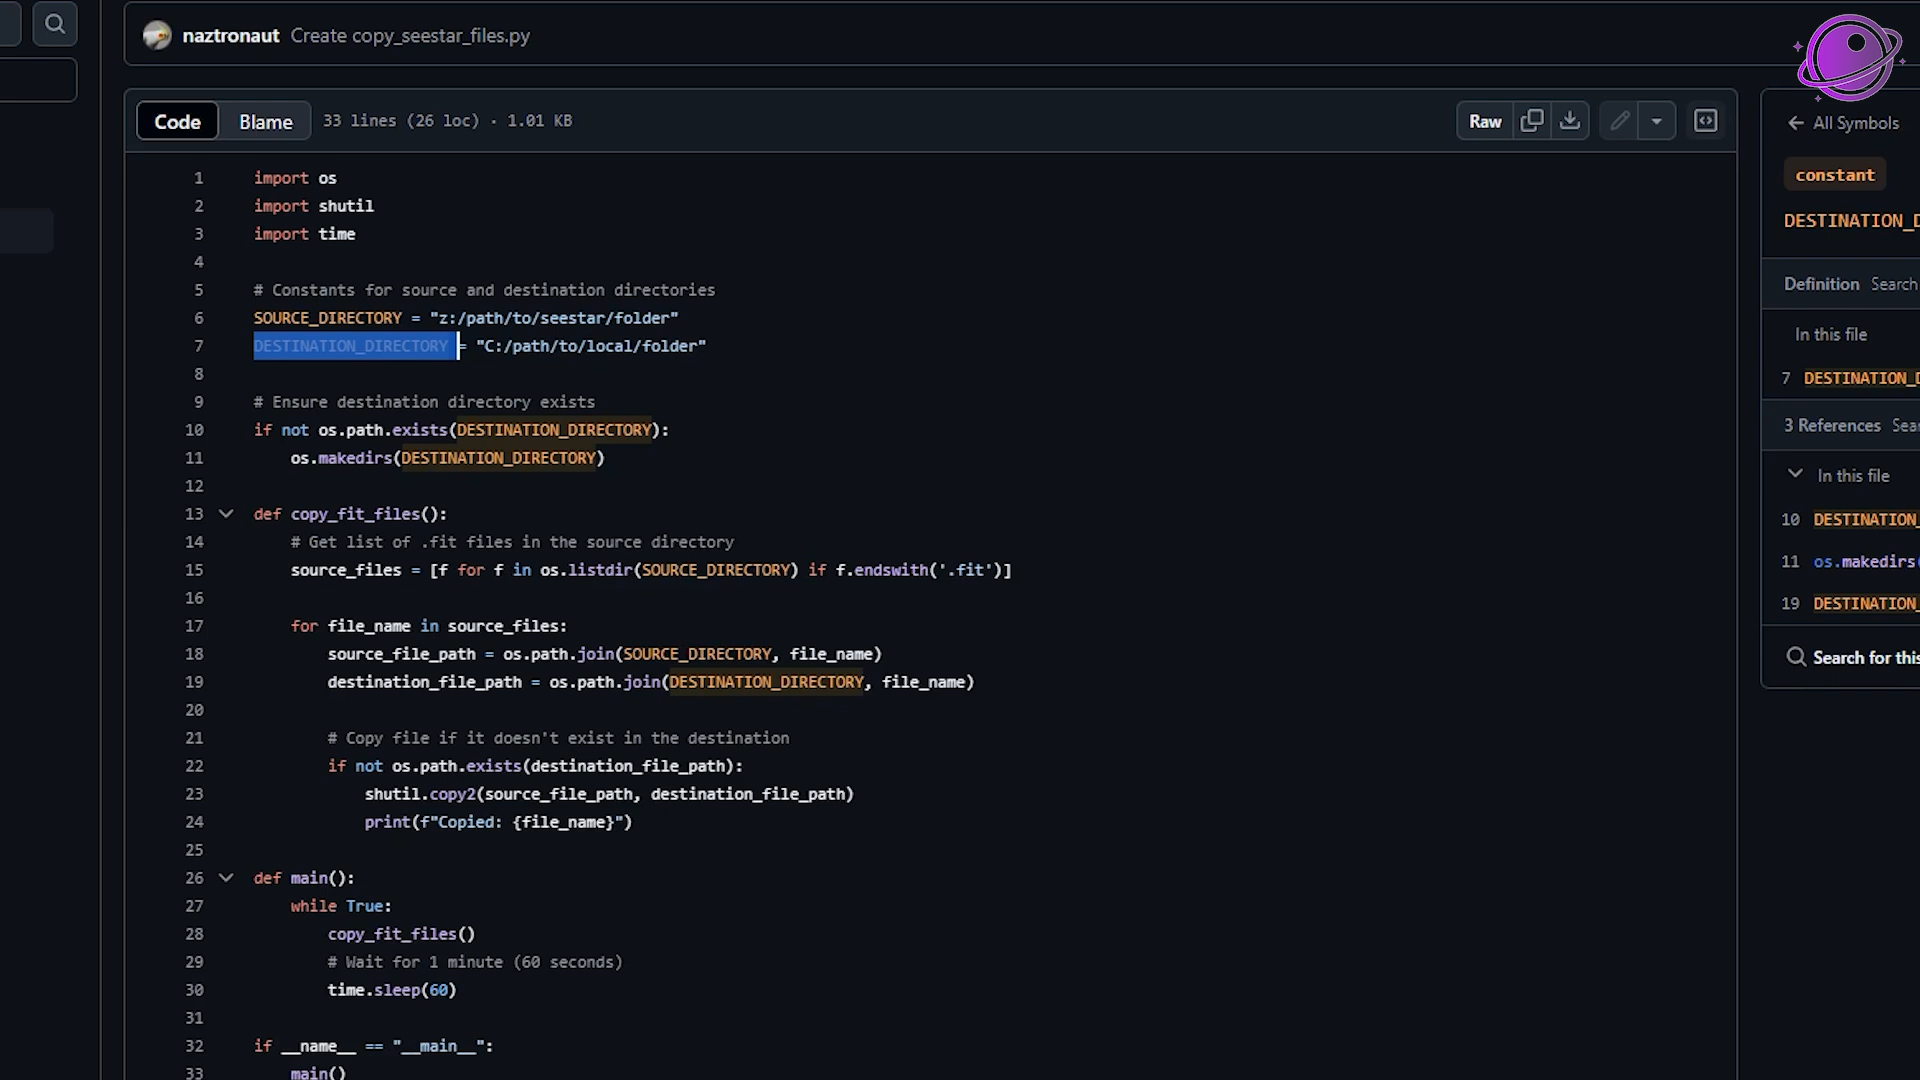 naztronaut Create copy_seestar_files.py
Code Blame 33 lines (26 loc) · 1.01 KB Raw
1 import os
2 import shutil
3 import time
4
5 # Constants for source and destination directories
6 SOURCE_DIRECTORY = "z:/path/to/seestar/folder"
7 DESTINATION_DIRECTORY = "C:/path/to/local/folder"
8
9 # Ensure destination directory exists
10 if not os.path.exists(DESTINATION_DIRECTORY):
11 os.makedirs(DESTINATION_DIRECTORY)
12
13 def copy_fit_files():
14 # Get list of .fit files in the source directory
15 source_files = [f for f in os.listdir(SOURCE_DIRECTORY) if f.endswith('.fit')]
16
17 for file_name in source_files:
18 source_file_path = os.path.join(SOURCE_DIRECTORY, file_name)
19 destination_file_path = os.path.join(DESTINATION_DIRECTORY, file_name)
20
21 # Copy file if it doesn't exist in the destination
22 if not os.path.exists(destination_file_path):
23 shutil.copy2(source_file_path, destination_file_path)
24 print(f"Copied: {file_name}")
25
26 def main():
27 while True:
28 copy_fit_files()
29 # Wait for 1 minute (60 seconds)
30 time.sleep(60)
31
32 if __name__ == "__main__":
33 main()
All Symbols
constant
DESTINATION_D
Definition Search
In this file
7 DESTINATION_D
3 References Sea
In this file
10 DESTINATION_
11 os.makedirs(
19 DESTINATION_
Search for this